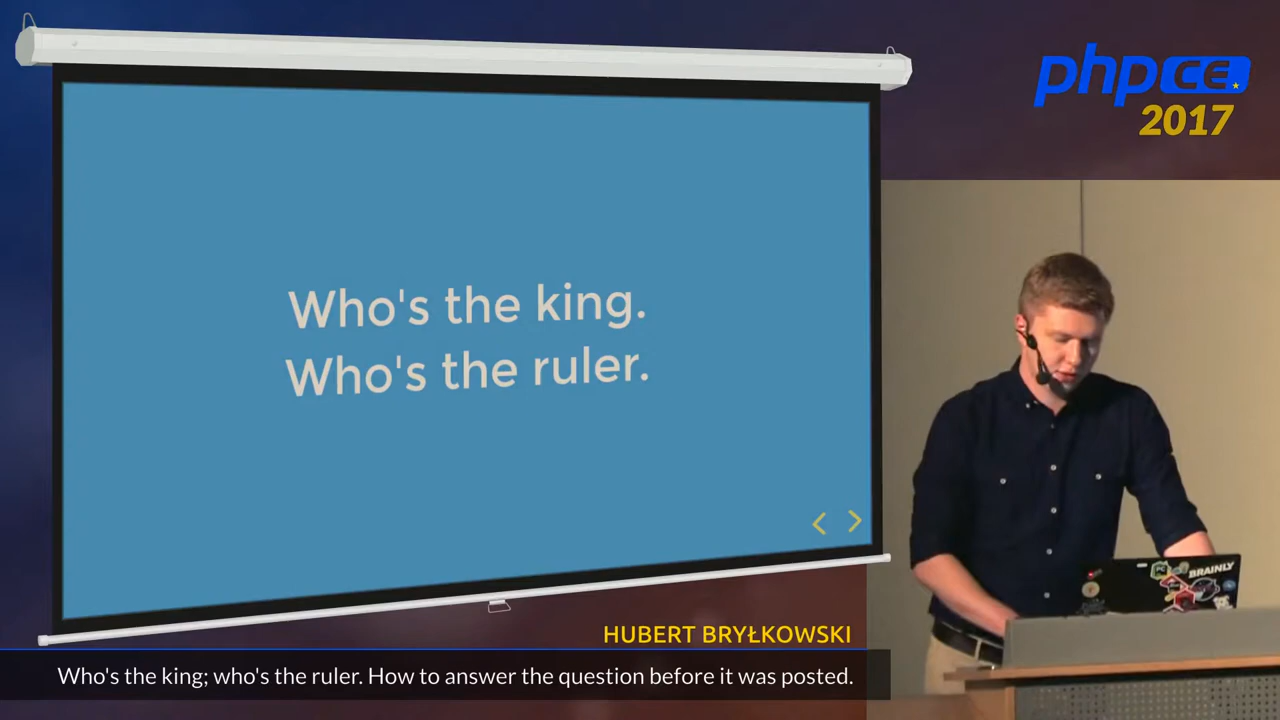 phpCE
2017
Who's the king.
Who's the ruler.
< >
BRAINLY
HUBERT BRYŁKOWSKI
Who's the king; who's the ruler. How to answer the question before it was posted.